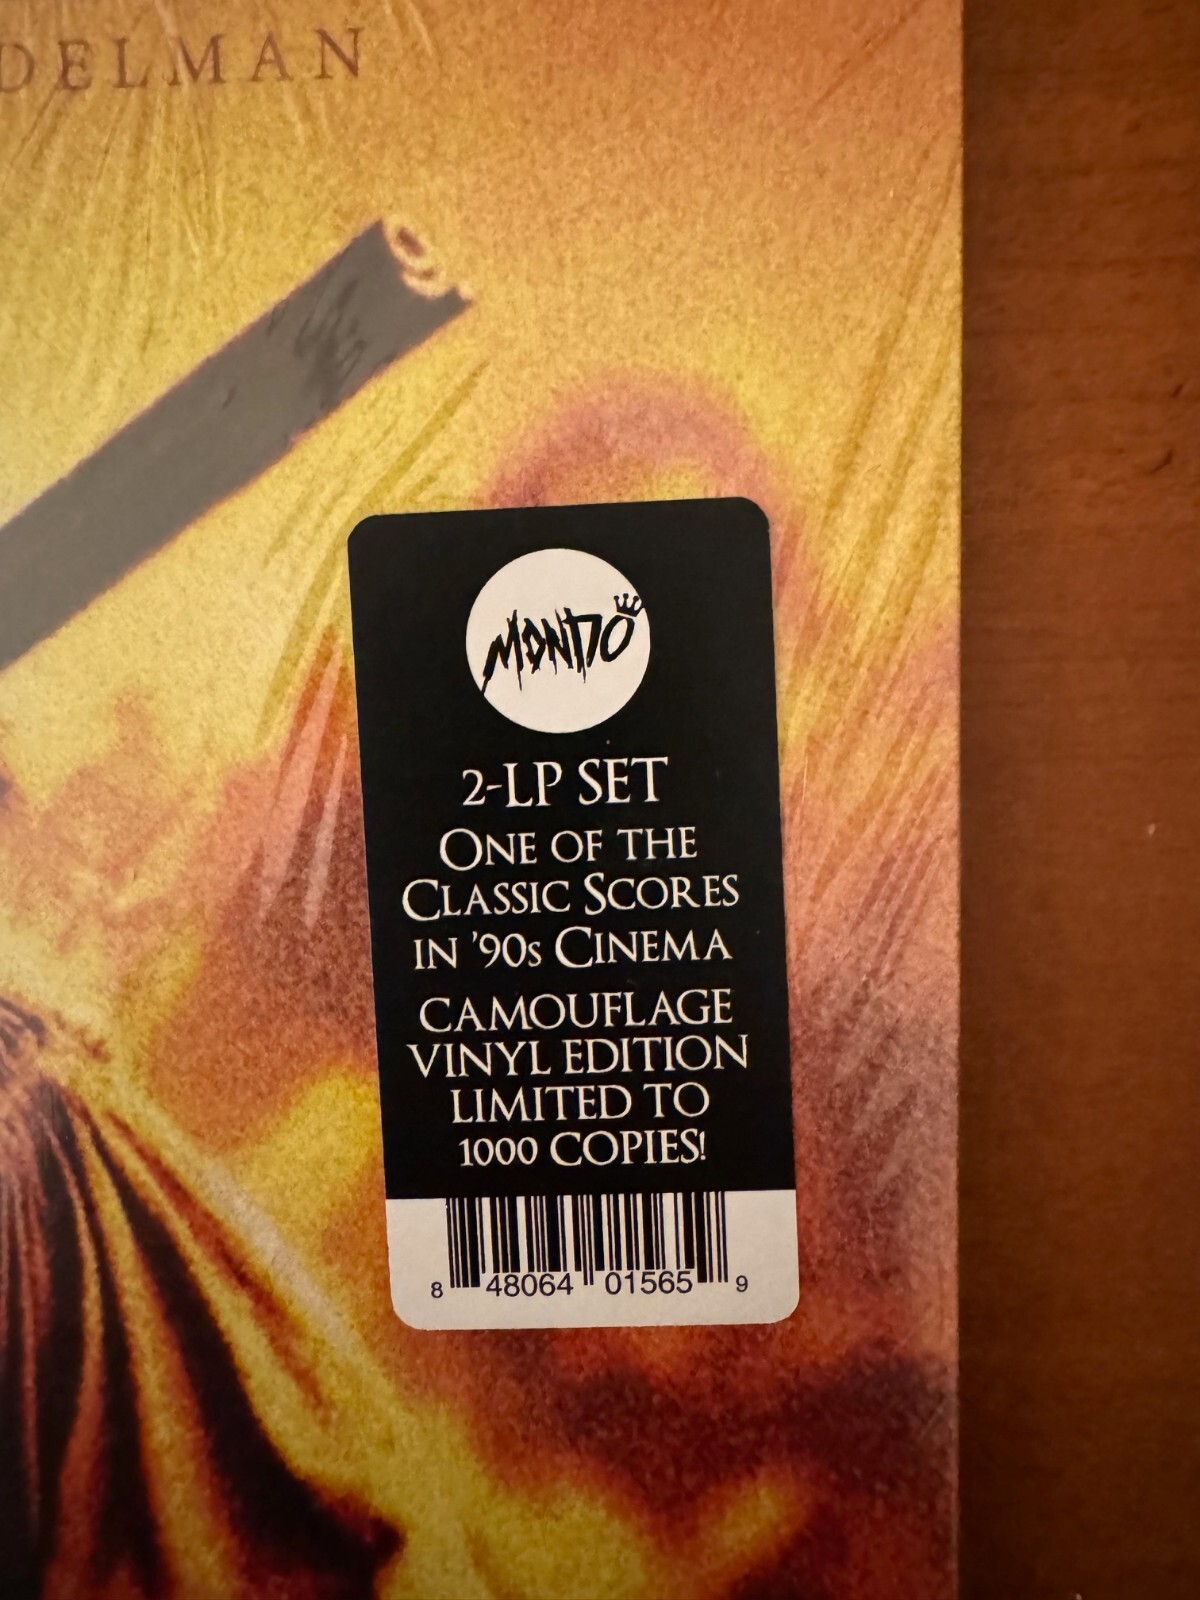 DELMAN
MONDO
2-LP SET
ONE OF THE
CLASSIC SCORES
IN '90S CINEMA
CAMOUFLAGE
VINYL EDITION
LIMITED TO
1000 COPIES!
8 48064 01565 9